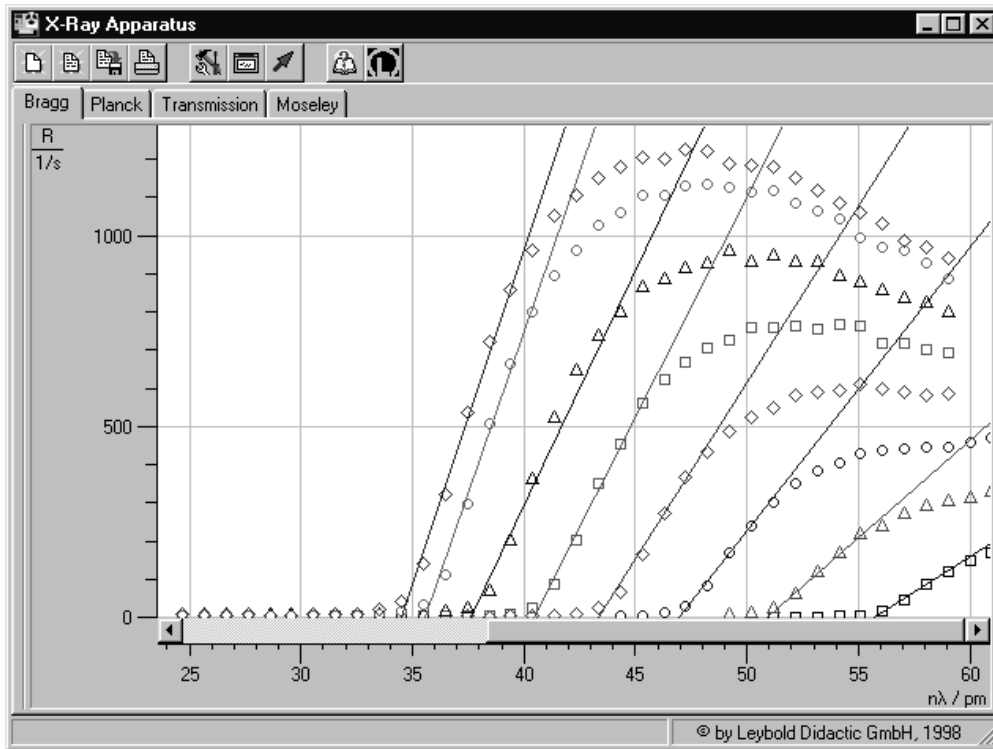 X-Ray Apparatus
Bragg Planck Transmission Moseley
R
1/s
1000
500
0
25 30 35 40 45 50 55 60
nλ / pm
© by Leybold Didactic GmbH, 1998